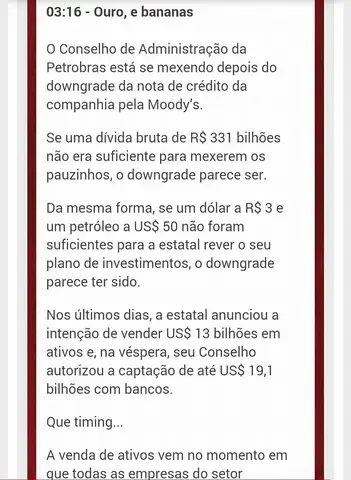 03:16 - Ouro, e bananas
O Conselho de Administração da
Petrobras está se mexendo depois do
downgrade da nota de crédito da
companhia pela Moody's.
Se uma dívida bruta de R$ 331 bilhões
não era suficiente para mexerem os
pauzinhos, o downgrade parece ser.
Da mesma forma, se um dólar a R$ 3 e
um petróleo a US$ 50 não foram
suficientes para a estatal rever o seu
plano de investimentos, o downgrade
parece ter sido.
Nos últimos dias, a estatal anunciou a
intenção de vender US$ 13 bilhões em
ativos e, na véspera, seu Conselho
autorizou a captação de até US$ 19,1
bilhões com bancos.
Que timing...
A venda de ativos vem no momento em
que todas as empresas do setor